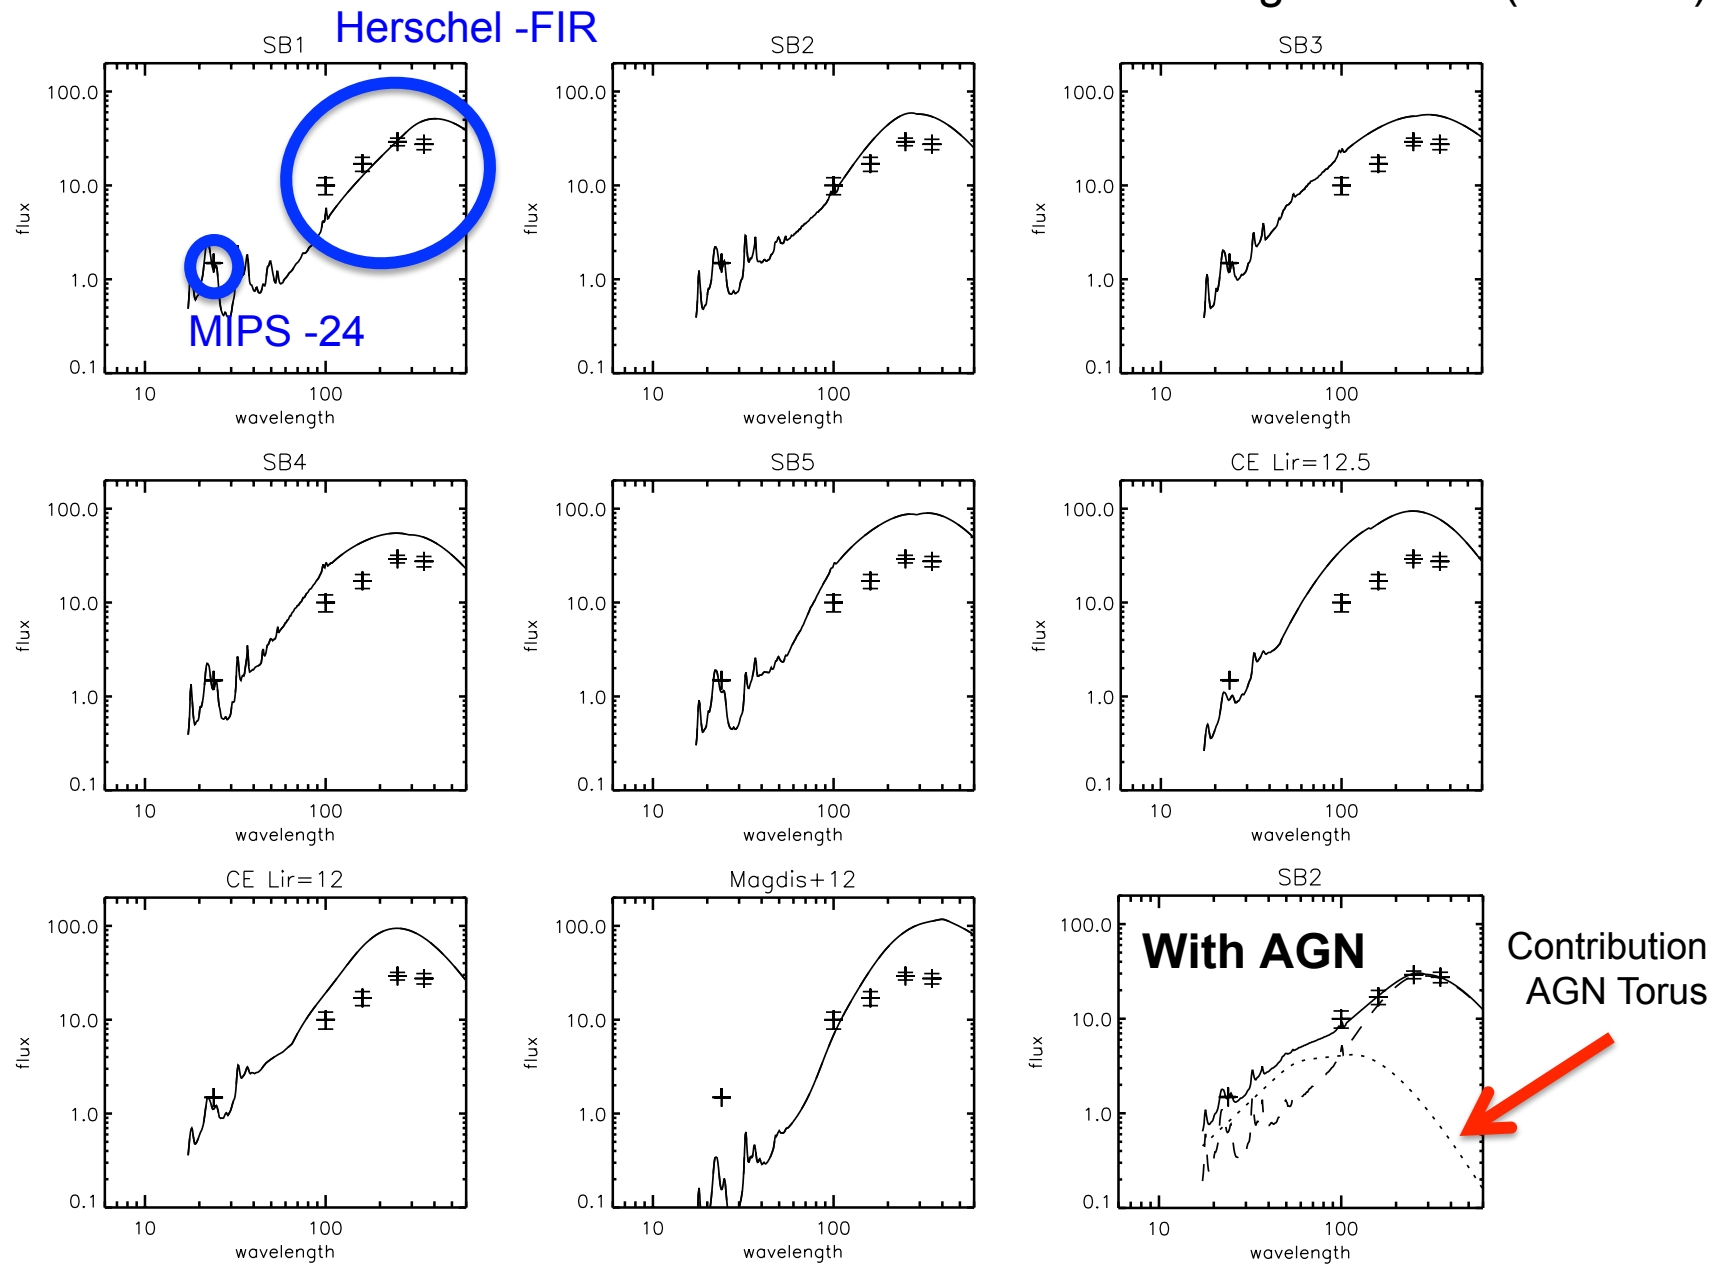 Herschel -FIR
SB1
SB2
SB3
100.0
10.0
1.0
0.1
flux
10
100
wavelength
MIPS -24
100.0
10.0
1.0
0.1
flux
10
100
wavelength
100.0
10.0
1.0
0.1
flux
10
100
wavelength
SB4
100.0
10.0
1.0
0.1
flux
10
100
wavelength
SB5
100.0
10.0
1.0
0.1
flux
10
100
wavelength
CE Lir=12.5
100.0
10.0
1.0
0.1
flux
10
100
wavelength
CE Lir=12
100.0
10.0
1.0
0.1
flux
10
100
wavelength
Magdis+12
100.0
10.0
1.0
0.1
flux
10
100
wavelength
SB2
With AGN
100.0
10.0
1.0
0.1
flux
10
100
wavelength
Contribution
AGN Torus